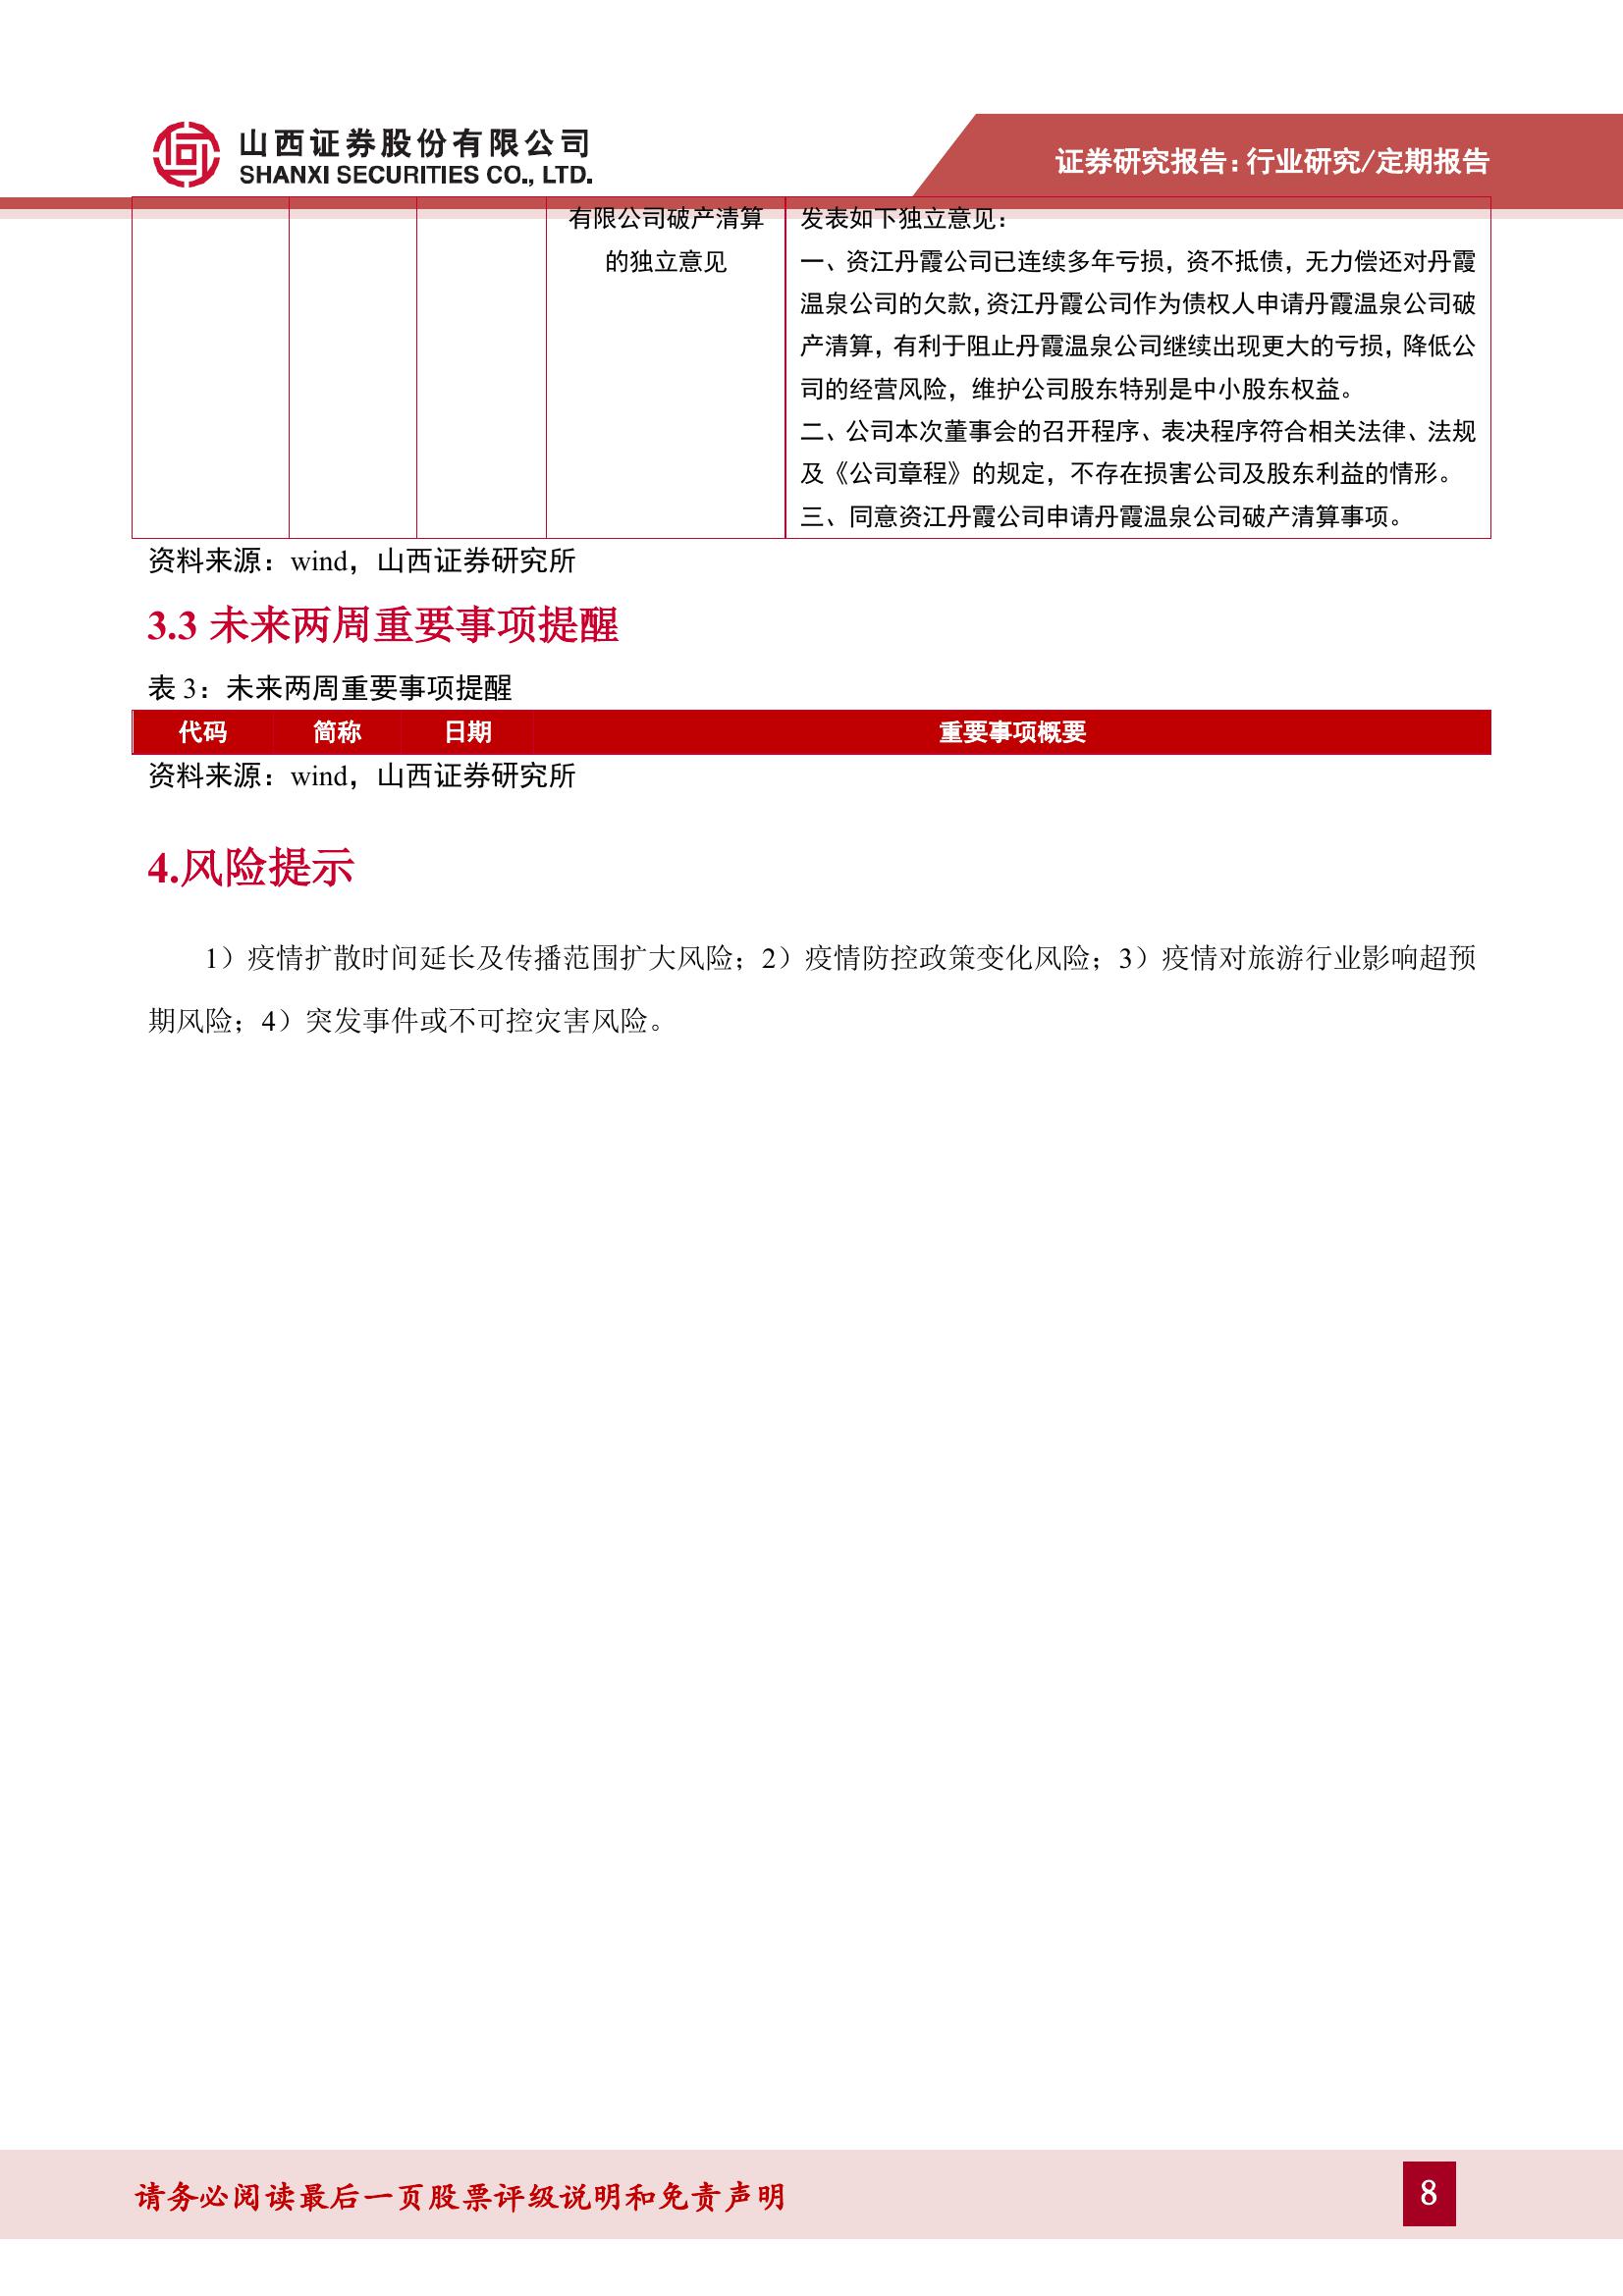 山西证券股份有限公司
SHANXI SECURITIES CO., LTD.
证券研究报告：行业研究/定期报告
有限公司破产清算
的独立意见
发表如下独立意见：
一、资江丹霞公司已连续多年亏损，资不抵债，无力偿还对丹霞
温泉公司的欠款，资江丹霞公司作为债权人申请丹霞温泉公司破
产清算，有利于阻止丹霞温泉公司继续出现更大的亏损，降低公
司的经营风险，维护公司股东特别是中小股东权益。
二、公司本次董事会的召开程序、表决程序符合相关法律、法规
及《公司章程》的规定，不存在损害公司及股东利益的情形。
三、同意资江丹霞公司申请丹霞温泉公司破产清算事项。
资料来源：wind，山西证券研究所
3.3 未来两周重要事项提醒
表 3：未来两周重要事项提醒
代码 简称 日期 重要事项概要
资料来源：wind，山西证券研究所
4.风险提示
1）疫情扩散时间延长及传播范围扩大风险；2）疫情防控政策变化风险；3）疫情对旅游行业影响超预
期风险；4）突发事件或不可控灾害风险。
请务必阅读最后一页股票评级说明和免责声明
8